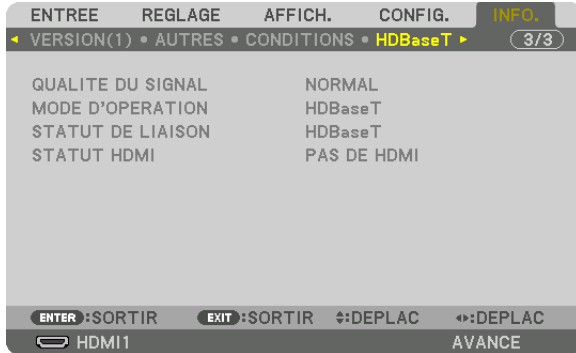 ENTREE REGLAGE AFFICH. CONFIG. INFO.
VERSION(1) • AUTRES • CONDITIONS • HDBaseT 3/3
QUALITE DU SIGNAL NORMAL
MODE D'OPERATION HDBaseT
STATUT DE LIAISON HDBaseT
STATUT HDMI PAS DE HDMI
ENTER :SORTIR EXIT :SORTIR :DEPLAC :DEPLAC
HDMI1 AVANCE